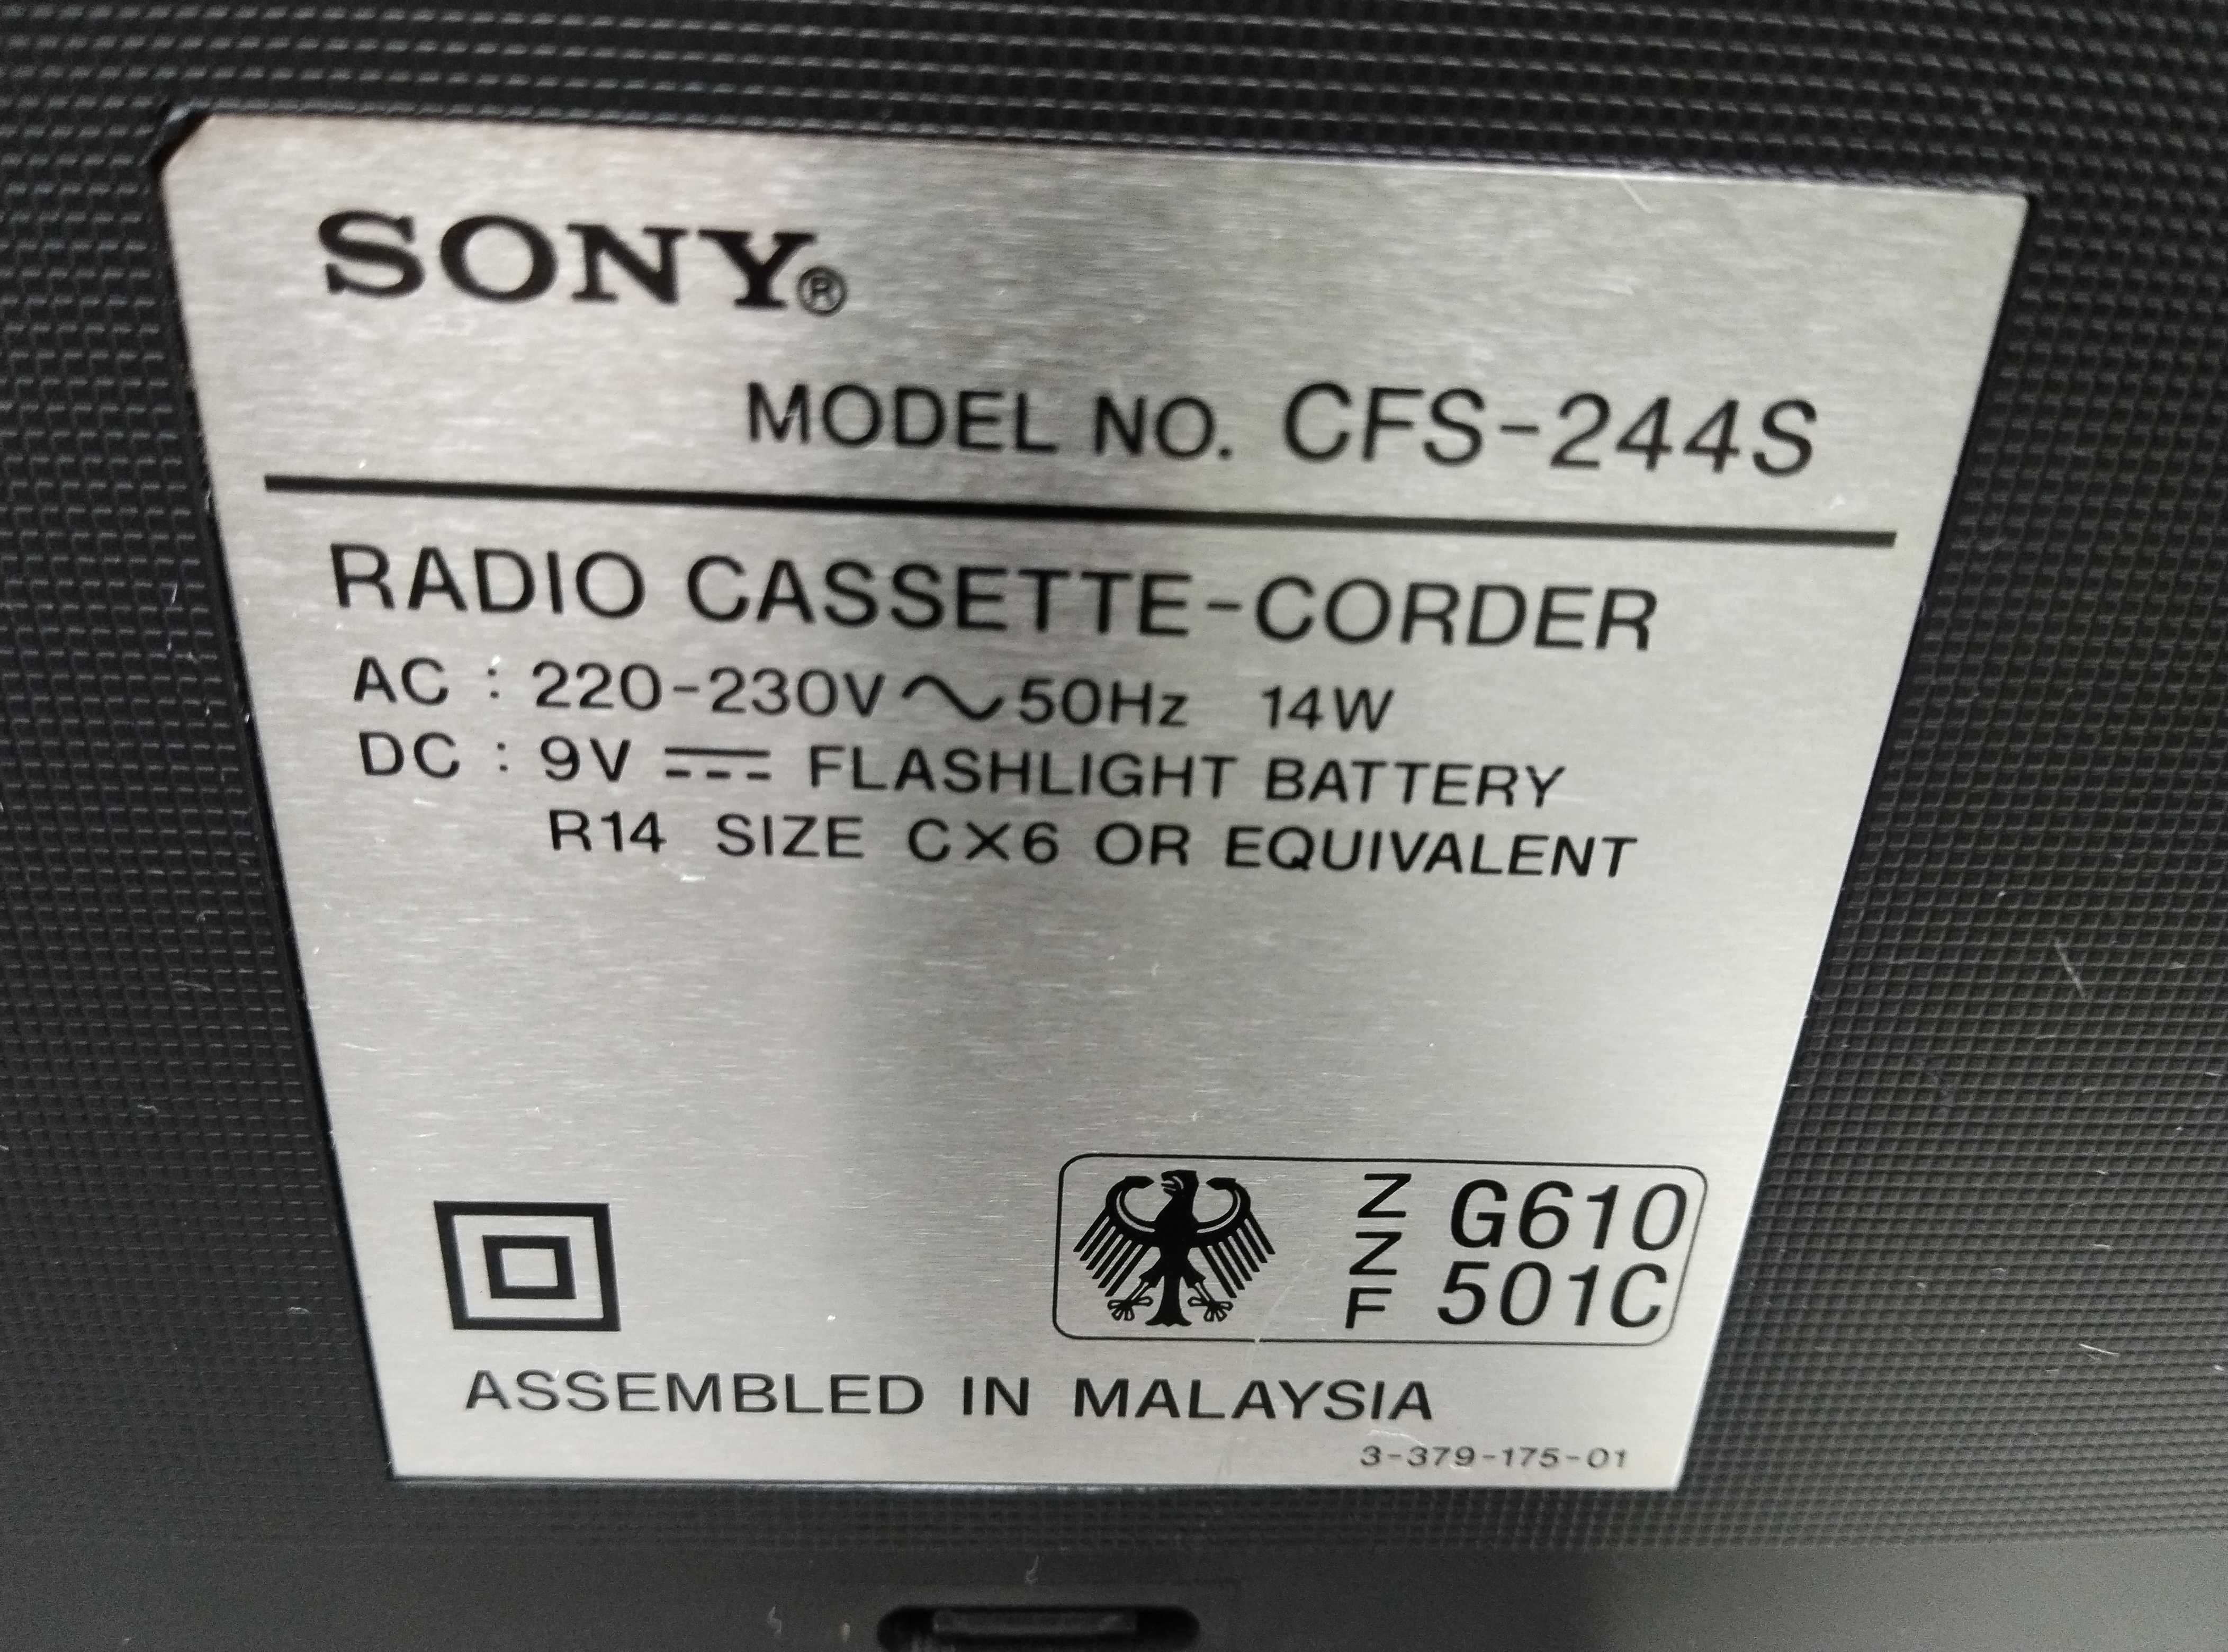 SONY®
MODEL NO. CFS-244S
RADIO CASSETTE-CORDER
AC : 220-230V ~ 50Hz 14W
DC : 9V ⎓ FLASHLIGHT BATTERY
R14 SIZE C×6 OR EQUIVALENT
ZZF G610
501C
ASSEMBLED IN MALAYSIA
3-379-175-01